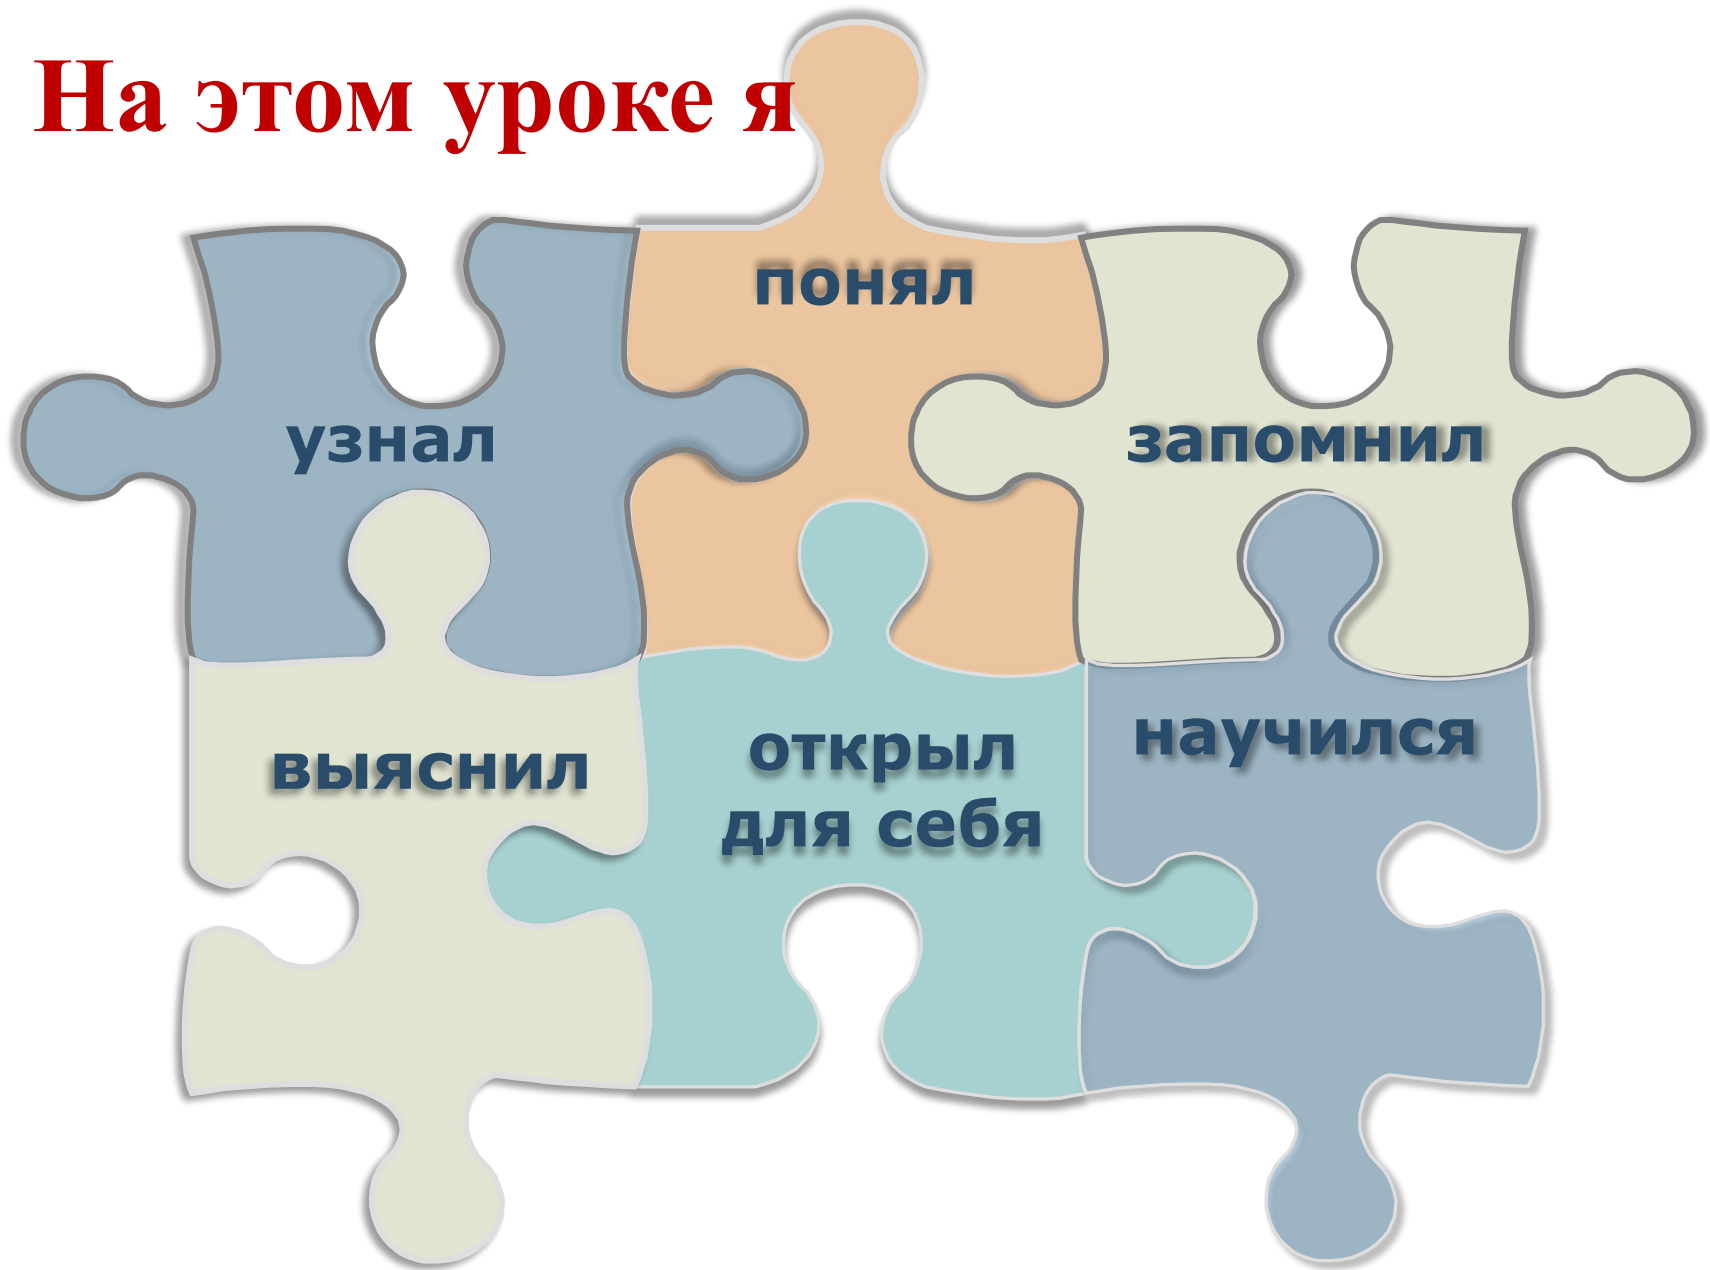 На этом уроке я
понял
узнал
запомнил
выяснил
открыл
для себя
научился